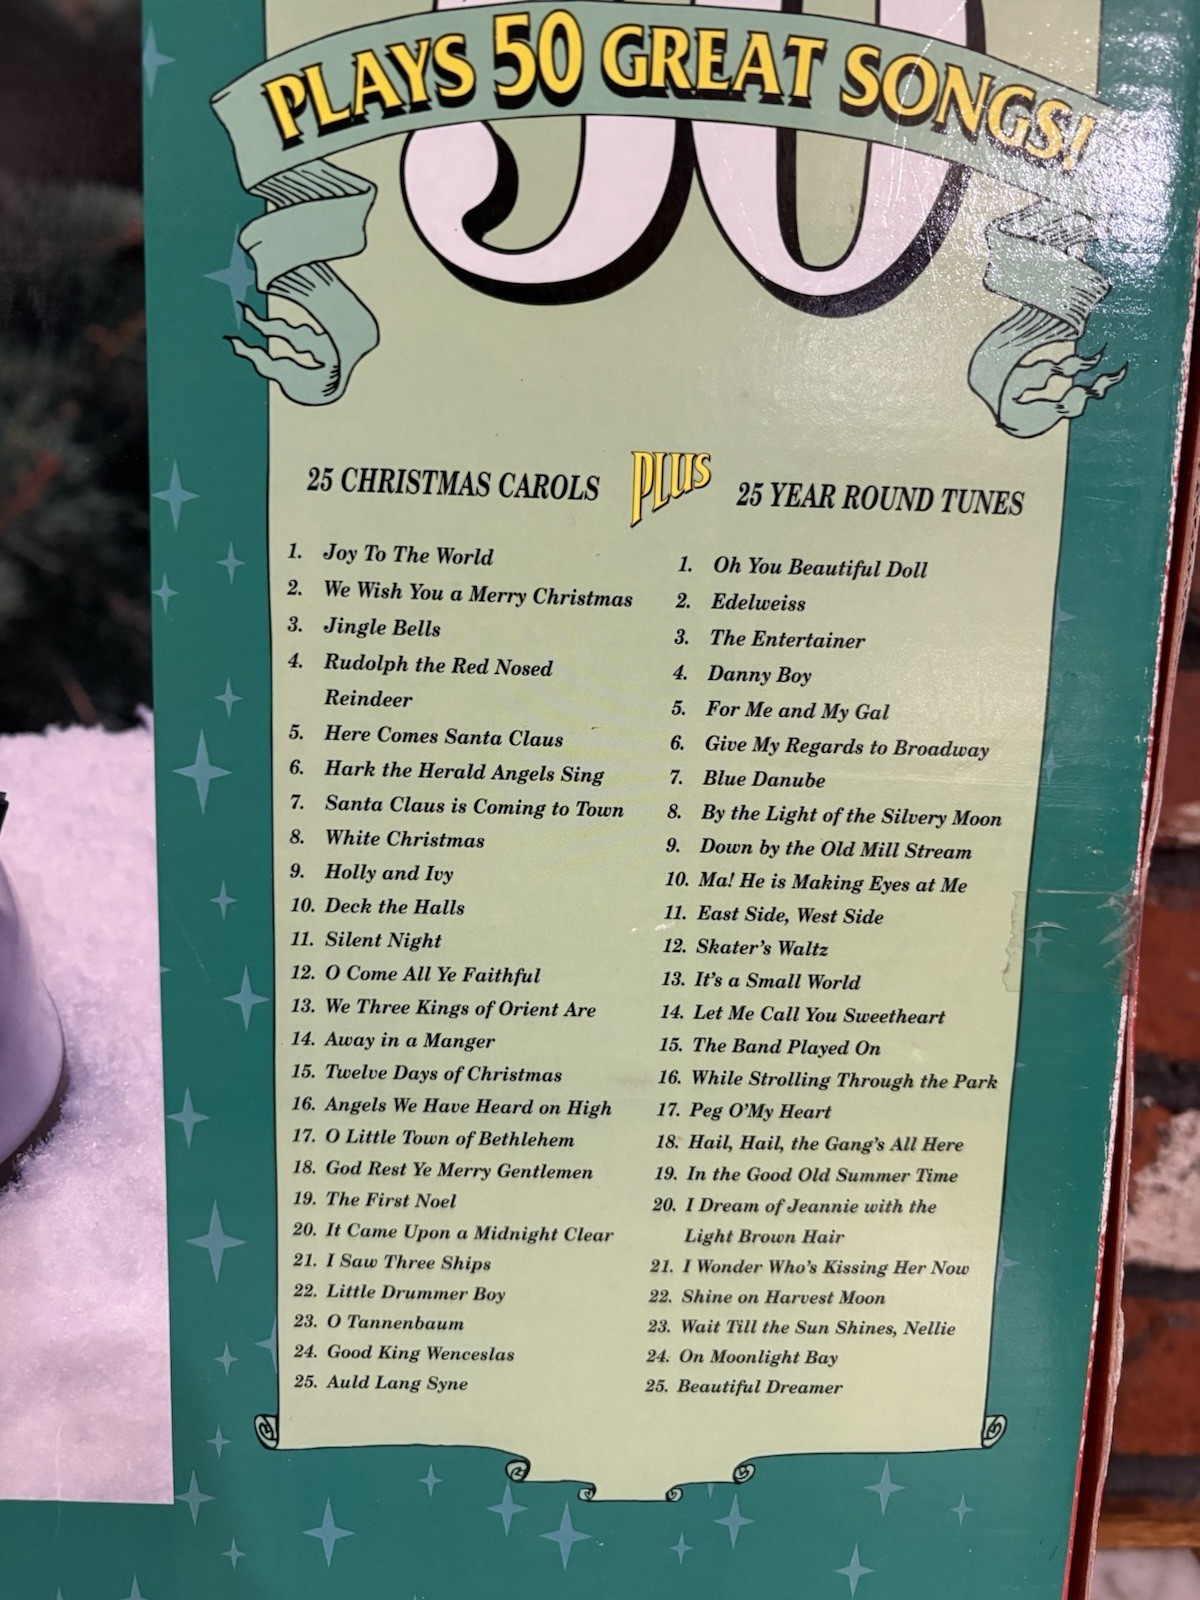 50
PLAYS 50 GREAT SONGS!
25 CHRISTMAS CAROLS
PLUS
25 YEAR ROUND TUNES
1. Joy To The World
2. We Wish You a Merry Christmas
3. Jingle Bells
4. Rudolph the Red Nosed
Reindeer
5. Here Comes Santa Claus
6. Hark the Herald Angels Sing
7. Santa Claus is Coming to Town
8. White Christmas
9. Holly and Ivy
10. Deck the Halls
11. Silent Night
12. O Come All Ye Faithful
13. We Three Kings of Orient Are
14. Away in a Manger
15. Twelve Days of Christmas
16. Angels We Have Heard on High
17. O Little Town of Bethlehem
18. God Rest Ye Merry Gentlemen
19. The First Noel
20. It Came Upon a Midnight Clear
21. I Saw Three Ships
22. Little Drummer Boy
23. O Tannenbaum
24. Good King Wenceslas
25. Auld Lang Syne
1. Oh You Beautiful Doll
2. Edelweiss
3. The Entertainer
4. Danny Boy
5. For Me and My Gal
6. Give My Regards to Broadway
7. Blue Danube
8. By the Light of the Silvery Moon
9. Down by the Old Mill Stream
10. Ma! He is Making Eyes at Me
11. East Side, West Side
12. Skater's Waltz
13. It's a Small World
14. Let Me Call You Sweetheart
15. The Band Played On
16. While Strolling Through the Park
17. Peg O'My Heart
18. Hail, Hail, the Gang's All Here
19. In the Good Old Summer Time
20. I Dream of Jeannie with the
Light Brown Hair
21. I Wonder Who's Kissing Her Now
22. Shine on Harvest Moon
23. Wait Till the Sun Shines, Nellie
24. On Moonlight Bay
25. Beautiful Dreamer